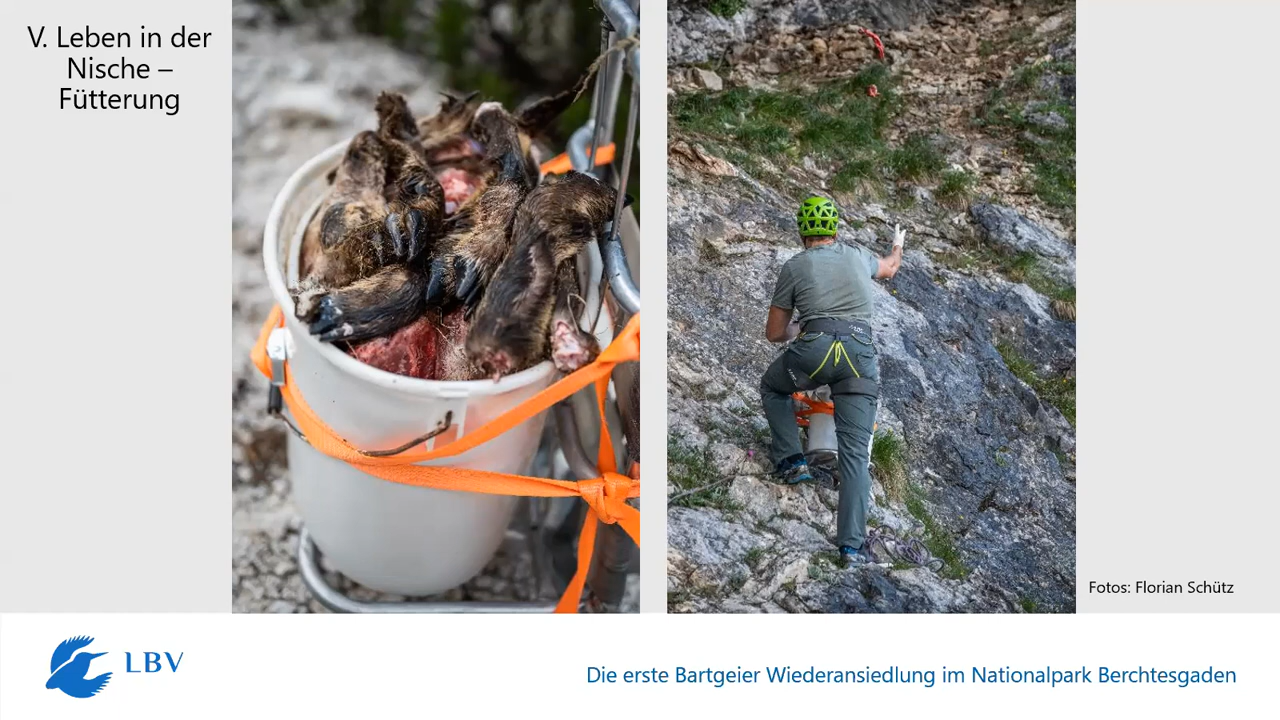 V. Leben in der
Nische –
Fütterung
Fotos: Florian Schütz
LBV
Die erste Bartgeier Wiederansiedlung im Nationalpark Berchtesgaden